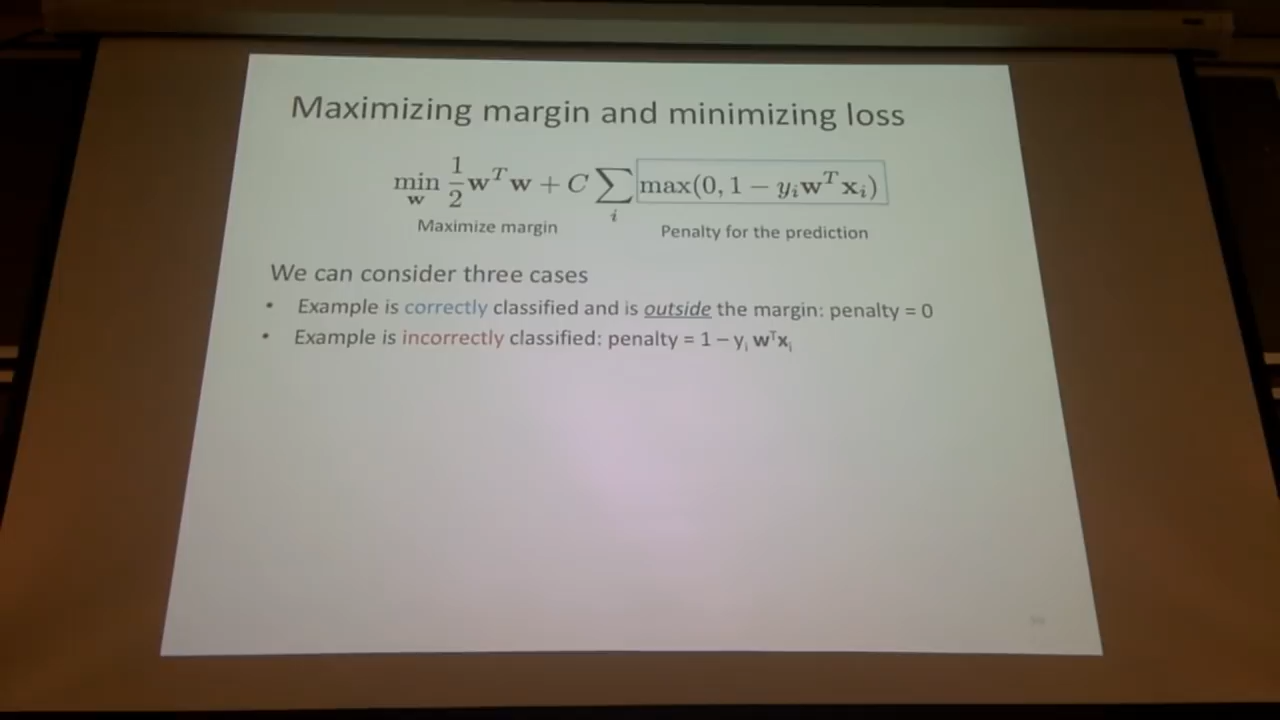 Maximizing margin and minimizing loss
min_w 1/2 w^T w + C ∑_i max(0, 1 − y_i w^T x_i)
Maximize margin Penalty for the prediction
We can consider three cases
• Example is correctly classified and is outside the margin: penalty = 0
• Example is incorrectly classified: penalty = 1 – y_i w^T x_i